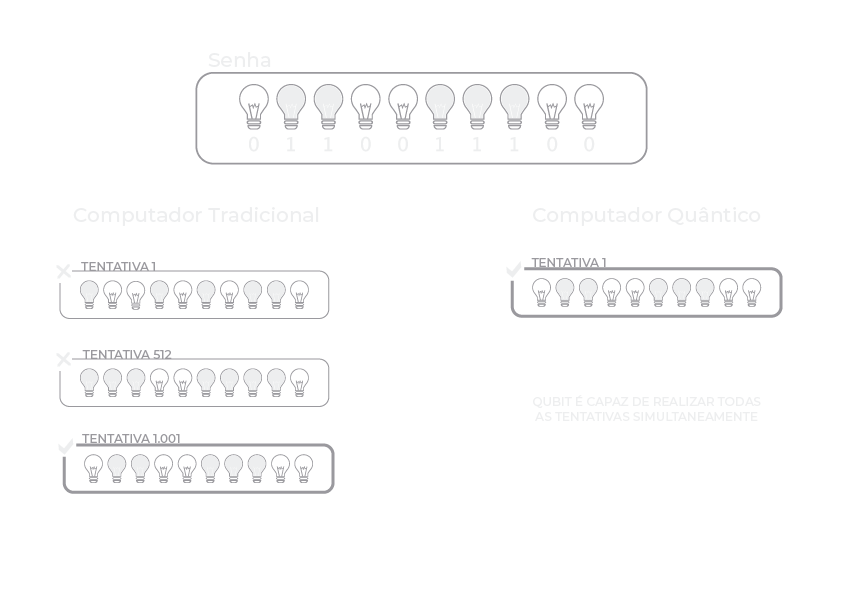 Senha
0 1 1 0 0 1 1 1 0 0
Computador Tradicional
Computador Quântico
TENTATIVA 1
TENTATIVA 1
TENTATIVA 512
QUBIT É CAPAZ DE REALIZAR TODAS
AS TENTATIVAS SIMULTANEAMENTE
TENTATIVA 1.001